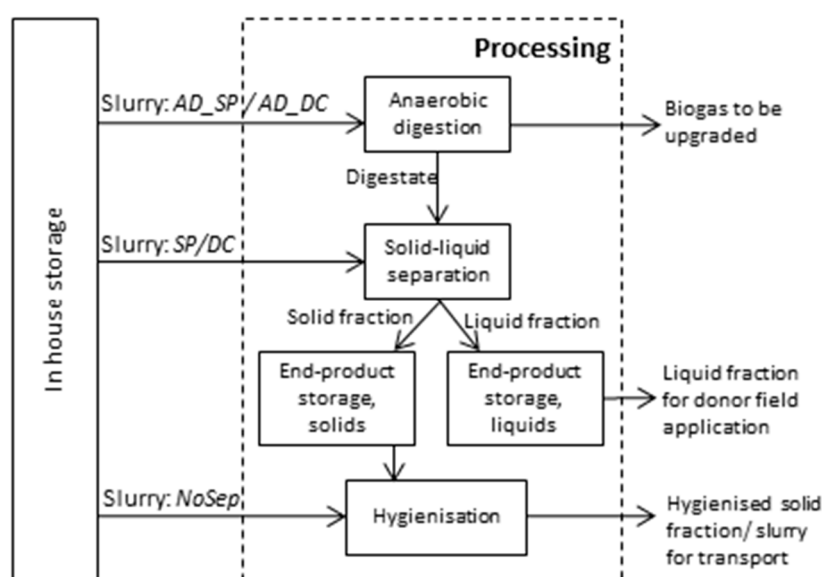 Processing
Slurry: AD_SP / AD_DC
Anaerobic
digestion
Biogas to be
upgraded
Digestate
In house storage
Slurry: SP/DC
Solid-liquid
separation
Solid fraction
Liquid fraction
End-product
storage,
solids
End-product
storage,
liquids
Liquid fraction
for donor field
application
Slurry: NoSep
Hygienisation
Hygienised solid
fraction/ slurry
for transport